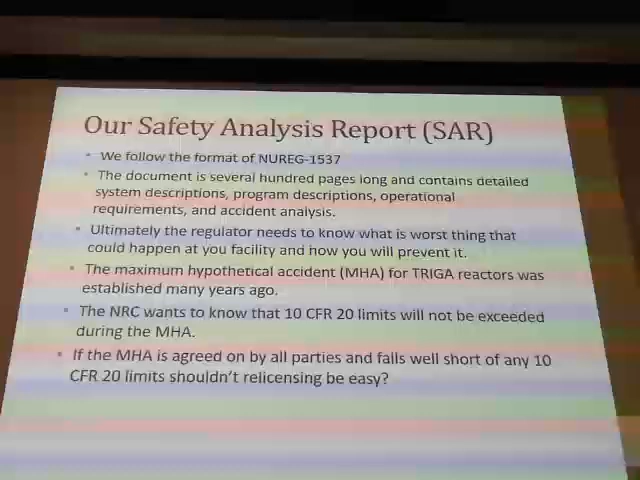 Our Safety Analysis Report (SAR)
• We follow the format of NUREG-1537
• The document is several hundred pages long and contains detailed
system descriptions, program descriptions, operational
requirements, and accident analysis.
• Ultimately the regulator needs to know what is worst thing that
could happen at you facility and how you will prevent it.
• The maximum hypothetical accident (MHA) for TRIGA reactors was
established many years ago.
• The NRC wants to know that 10 CFR 20 limits will not be exceeded
during the MHA.
• If the MHA is agreed on by all parties and falls well short of any 10
CFR 20 limits shouldn't relicensing be easy?